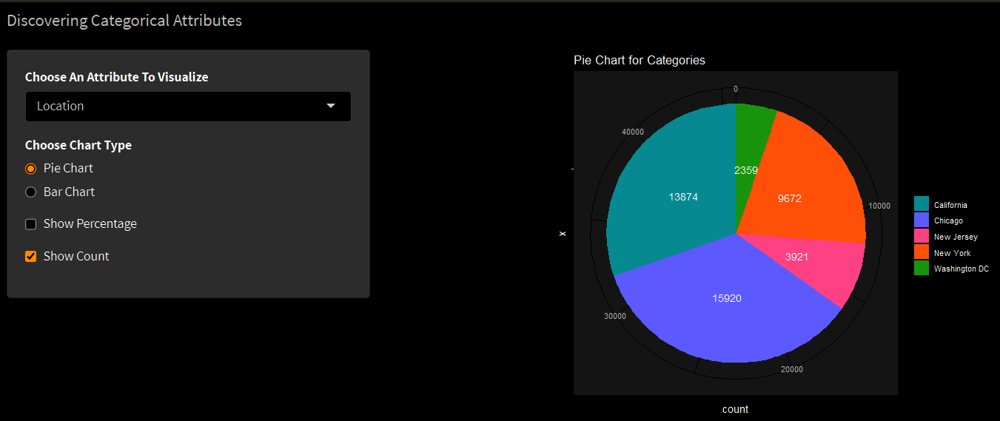 Discovering Categorical Attributes
Choose An Attribute To Visualize
Location
Choose Chart Type
Pie Chart
Bar Chart
Show Percentage
Show Count
Pie Chart for Categories
0
40000
2359
13874
9672
10000
x
3921
15920
30000
20000
count
California
Chicago
New Jersey
New York
Washington DC